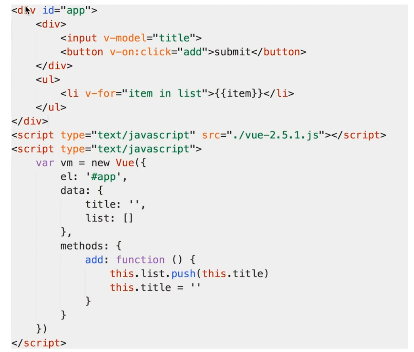 <div id="app">
    <div>
        <input v-model="title">
        <button v-on:click="add">submit</button>
    </div>
    <ul>
        <li v-for="item in list">{{item}}</li>
    </ul>
</div>
<script type="text/javascript" src="./vue-2.5.1.js"></script>
<script type="text/javascript">
    var vm = new Vue({
        el: '#app',
        data: {
            title: '',
            list: []
        },
        methods: {
            add: function () {
                this.list.push(this.title)
                this.title = ''
            }
        }
    })
</script>